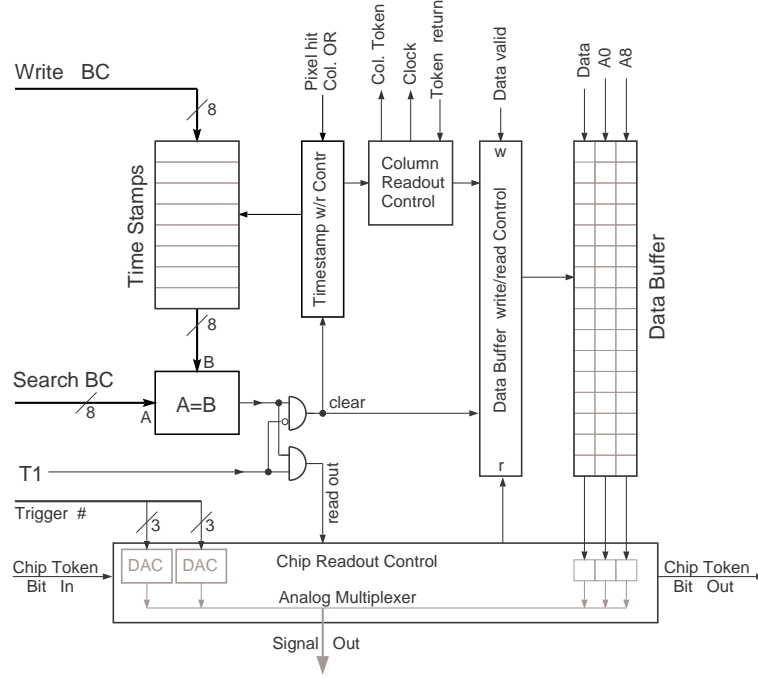 Pixel hit
Col. OR
Col. Token
Clock
Token return
Data valid
Data
A0
A8
Write BC
8
w
Time Stamps
Timestamp w/r Contr
Column
Readout
Control
Data Buffer write/read Control
Data Buffer
8
B
Search BC
8
A
A=B
clear
T1
r
read out
Trigger #
3
3
Chip Token
Bit In
DAC
DAC
Chip Readout Control
Chip Token
Bit Out
Analog Multiplexer
Signal Out